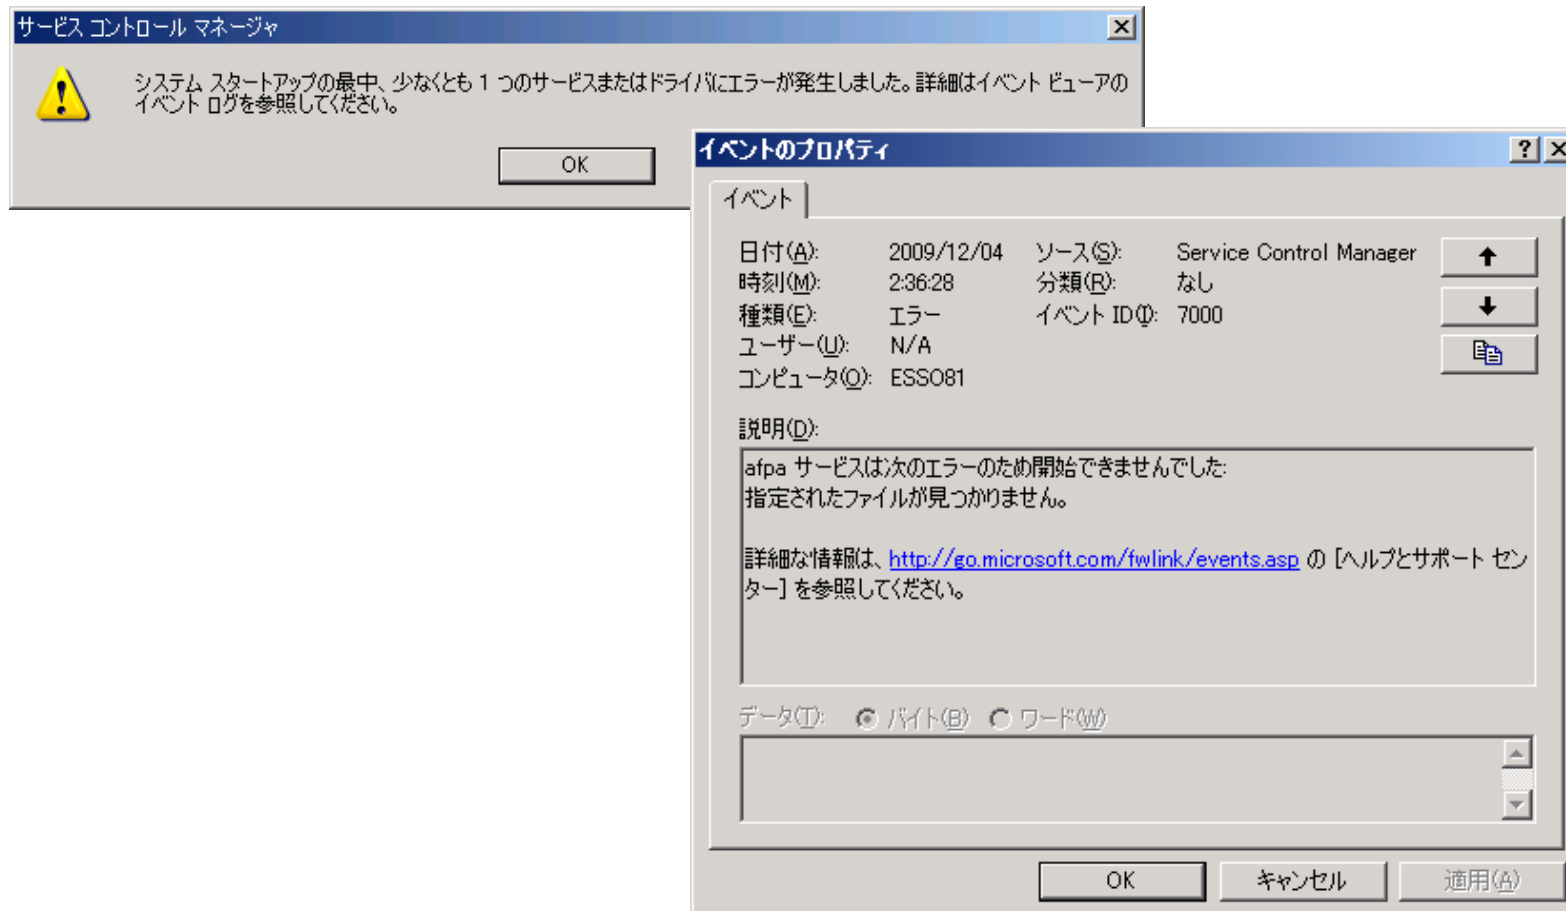 サービス コントロール マネージャ
システム スタートアップの最中、少なくとも 1 つのサービスまたはドライバにエラーが発生しました。詳細はイベント ビューアの
イベント ログを参照してください。
OK
イベントのプロパティ
イベント
日付(A): 2009/12/04 ソース(S): Service Control Manager
時刻(M): 2:36:28 分類(R): なし
種類(E): エラー イベント ID(I): 7000
ユーザー(U): N/A
コンピュータ(O): ESSO81
説明(D):
afpa サービスは次のエラーのため開始できませんでした:
指定されたファイルが見つかりません。
詳細な情報は、http://go.microsoft.com/fwlink/events.asp の [ヘルプとサポート セン
ター] を参照してください。
データ(T): バイト(B) ワード(W)
OK キャンセル 適用(A)